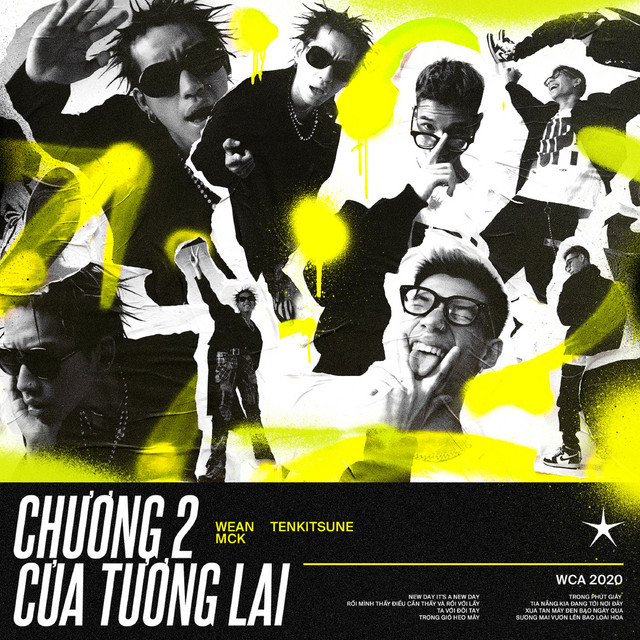 CHƯƠNG 2
CỦA TƯƠNG LAI
WEAN TENKITSUNE
MCK
WCA 2020
NEW DAY IT'S A NEW DAY
RỒI MÌNH THẤY ĐIỀU CẦN THẤY VÀ RỒI VỚI LẤY
TA VỚI ĐÔI TAY
TRONG GIÓ HEO MÂY
TRONG PHÚT GIÂY
TIA NẮNG KIA ĐANG TỚI NƠI ĐÂY
XUA TAN MÂY ĐEN BAO NGÀY QUA
SƯƠNG MAI VƯƠN LÊN BAO LOÀI HOA